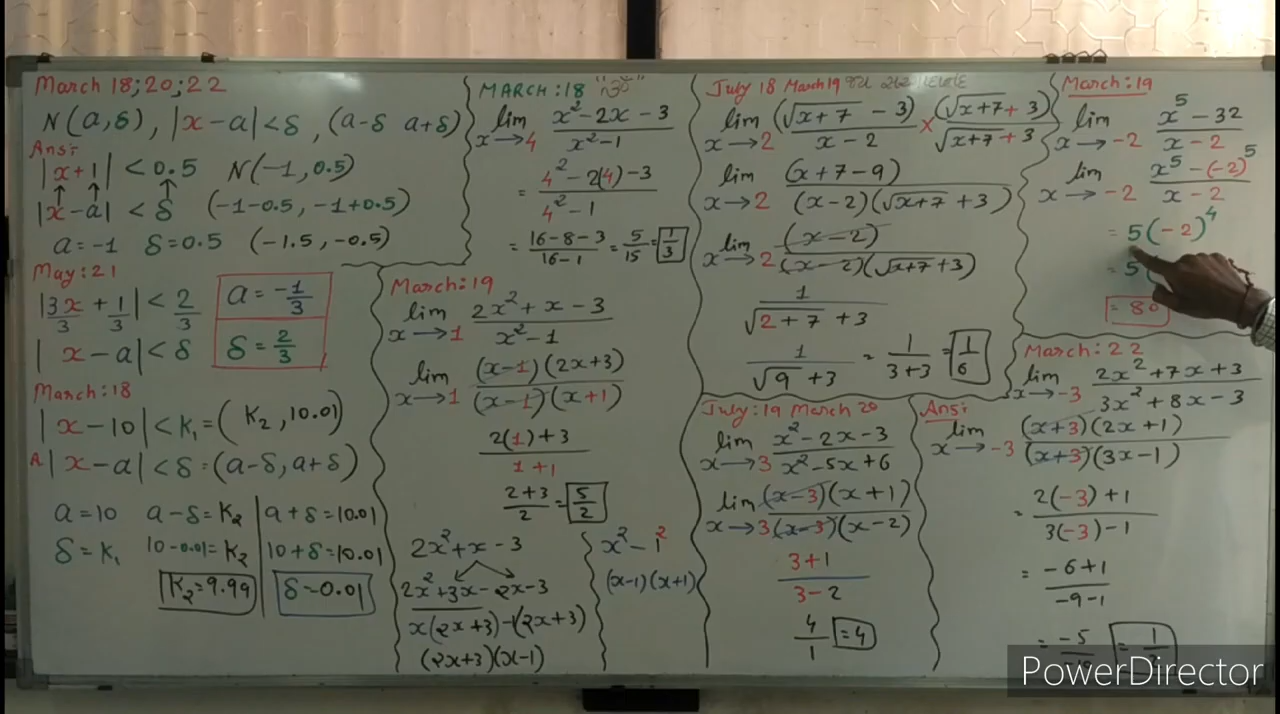 March 18;20;22
N(a,δ), |x-a|<δ, (a-δ a+δ)
Ans:
|x+1| < 0.5 N(-1, 0.5)
|x-a| < δ (-1-0.5, -1+0.5)
a=-1 δ=0.5 (-1.5, -0.5)
May:21
|3x/3 + 1/3| < 2/3
|x-a| < δ
a = -1/3
δ = 2/3
March:18
|x-10| < K₁ = (K₂, 10.01)
A |x-a| < δ = (a-δ, a+δ)
a=10 a-δ=K₂ a+δ=10.01
δ=K₁ 10-0.01=K₂ 10+δ=10.01
K₂=9.99 δ=0.01
MARCH:18
lim x→4 (x²-2x-3)/(x²-1)
= (4²-2(4)-3)/(4²-1)
= (16-8-3)/(16-1) = 5/15 = 1/3
March:19
lim x→1 (2x²+x-3)/(x²-1)
lim x→1 (x-1)(2x+3)/(x-1)(x+1)
(2(1)+3)/(1+1)
(2+3)/2 = 5/2
2x²+x-3
2x²+3x-2x-3
x(2x+3)-1(2x+3)
(2x+3)(x-1)
x²-1²
(x-1)(x+1)
July 18 March 19
lim x→2 (√x+7 - 3)/(x-2) × (√x+7 + 3)/(√x+7 + 3)
lim x→2 (x+7-9)/(x-2)(√x+7 + 3)
lim x→2 (x-2)/(x-2)(√x+7 + 3)
1/(√2+7 + 3)
1/(√9 + 3) = 1/(3+3) = 1/6
July:19 March 20
lim x→3 (x²-2x-3)/(x²-5x+6)
lim x→3 (x-3)(x+1)/(x-3)(x-2)
(3+1)/(3-2)
4/1 = 4
March:19
lim x→-2 (x⁵-32)/(x-2)
lim x→-2 (x⁵-(-2)⁵)/(x-2)
= 5(-2)⁴
= 5(
= 80
March:22
lim x→-3 (2x²+7x+3)/(3x²+8x-3)
Ans:
lim x→-3 (x+3)(2x+1)/(x+3)(3x-1)
= (2(-3)+1)/(3(-3)-1)
= (-6+1)/(-9-1)
= -5/ = 1/
PowerDirector